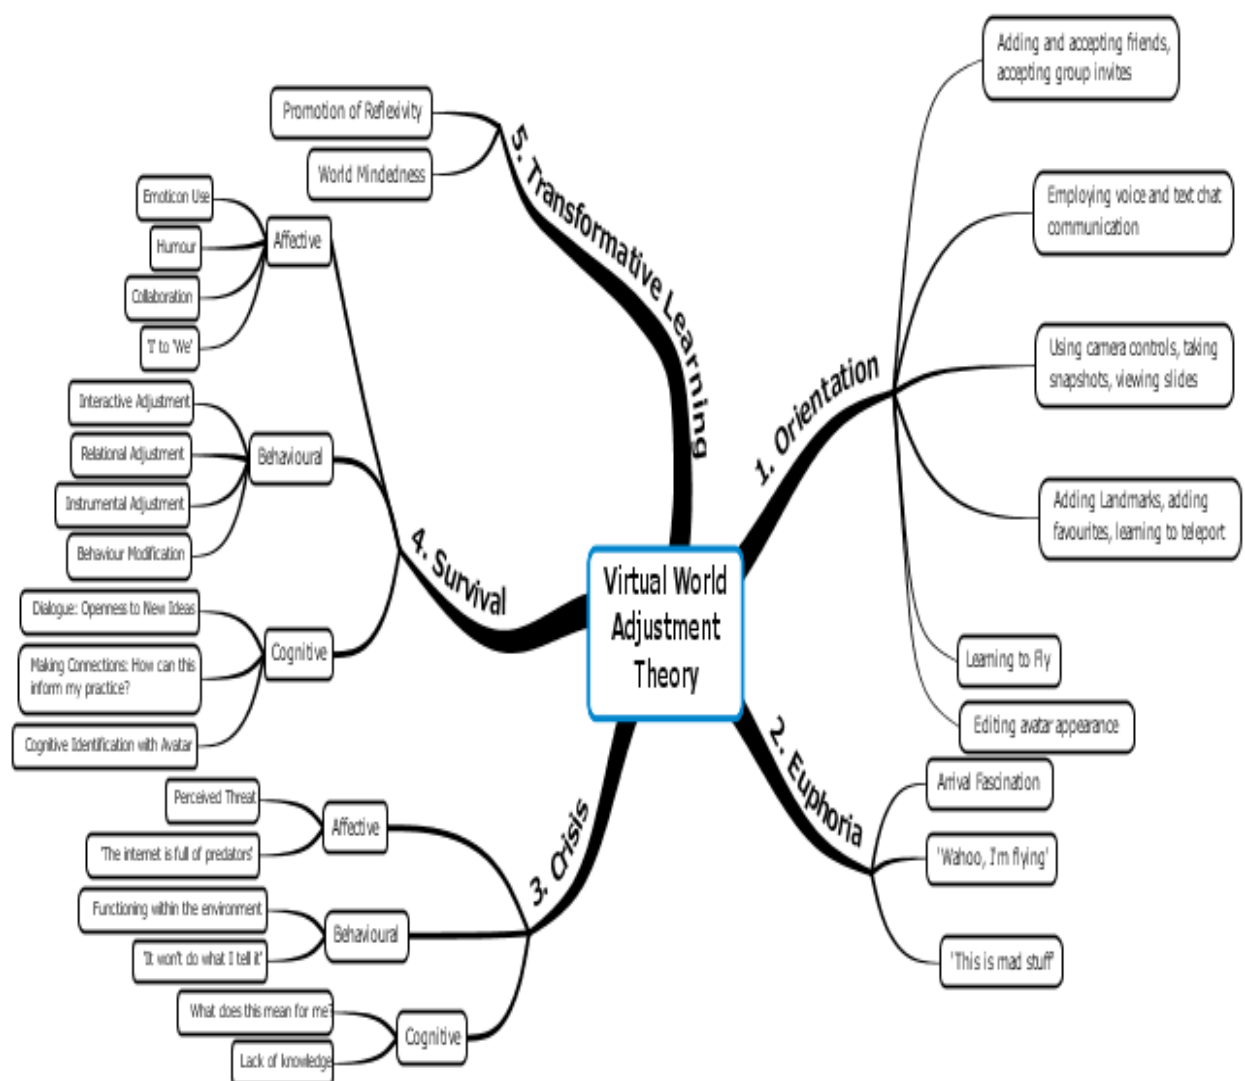 Virtual World
Adjustment
Theory
1. Orientation
Adding and accepting friends,
accepting group invites
Employing voice and text chat
communication
Using camera controls, taking
snapshots, viewing slides
Adding Landmarks, adding
favourites, learning to teleport
Learning to Fly
Editing avatar appearance
2. Euphoria
Arrival Fascination
'Wahoo, I'm flying'
'This is mad stuff'
3. Crisis
Affective
Perceived Threat
'The internet is full of predators'
Behavioural
Functioning within the environment
'It won't do what I tell it'
Cognitive
What does this mean for me?
Lack of knowledge
4. Survival
Affective
Emoticon Use
Humour
Collaboration
'I' to 'We'
Behavioural
Interactive Adjustment
Relational Adjustment
Instrumental Adjustment
Behaviour Modification
Cognitive
Dialogue: Openness to New Ideas
Making Connections: How can this
inform my practice?
Cognitive Identification with Avatar
5. Transformative Learning
Promotion of Reflexivity
World Mindedness